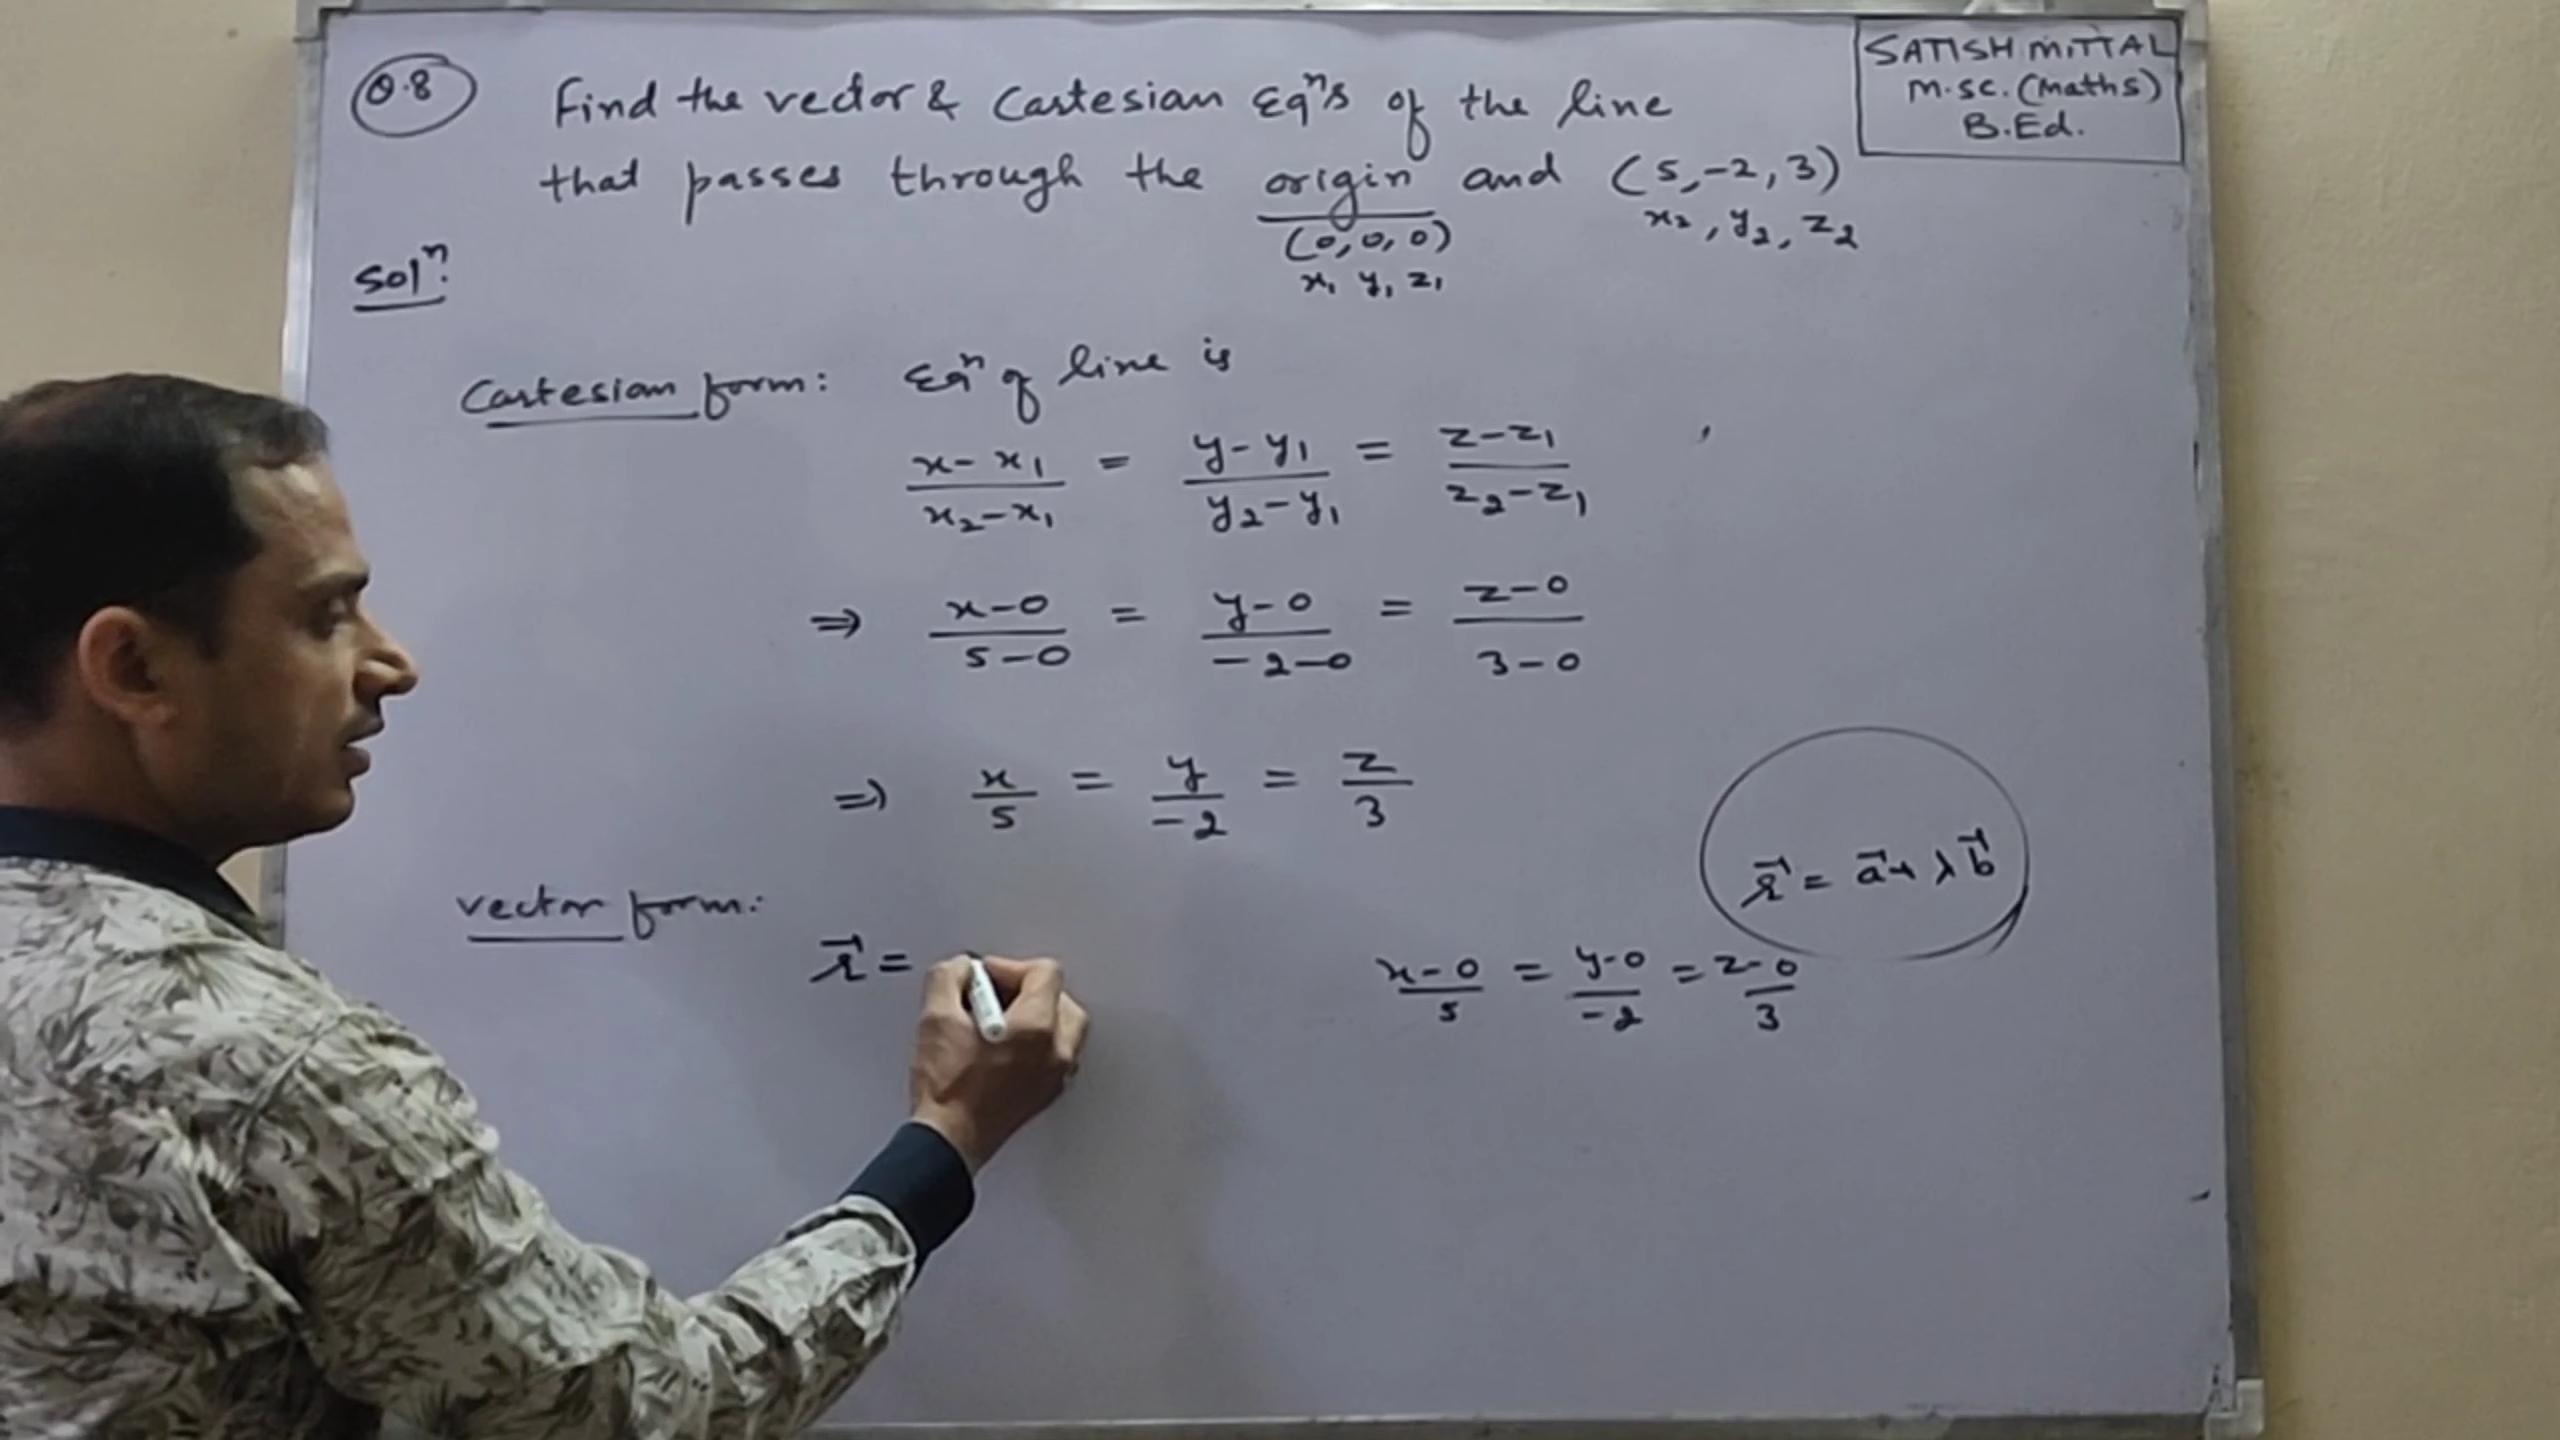 Q.8 Find the vector & Cartesian Eqⁿs of the line
that passes through the origin and (5,-2,3)
(0,0,0) x₂, y₂, z₂
x₁ y₁ z₁
SATISH MITTAL
M.SC. (Maths)
B.Ed.
Solⁿ:
Cartesian form: Eqⁿ of line is
(x-x₁)/(x₂-x₁) = (y-y₁)/(y₂-y₁) = (z-z₁)/(z₂-z₁)
⇒ (x-0)/(5-0) = (y-0)/(-2-0) = (z-0)/(3-0)
⇒ x/5 = y/-2 = z/3
r⃗ = a⃗ + λb⃗
vector form:
r⃗ =
(x-0)/5 = (y-0)/-2 = (z-0)/3